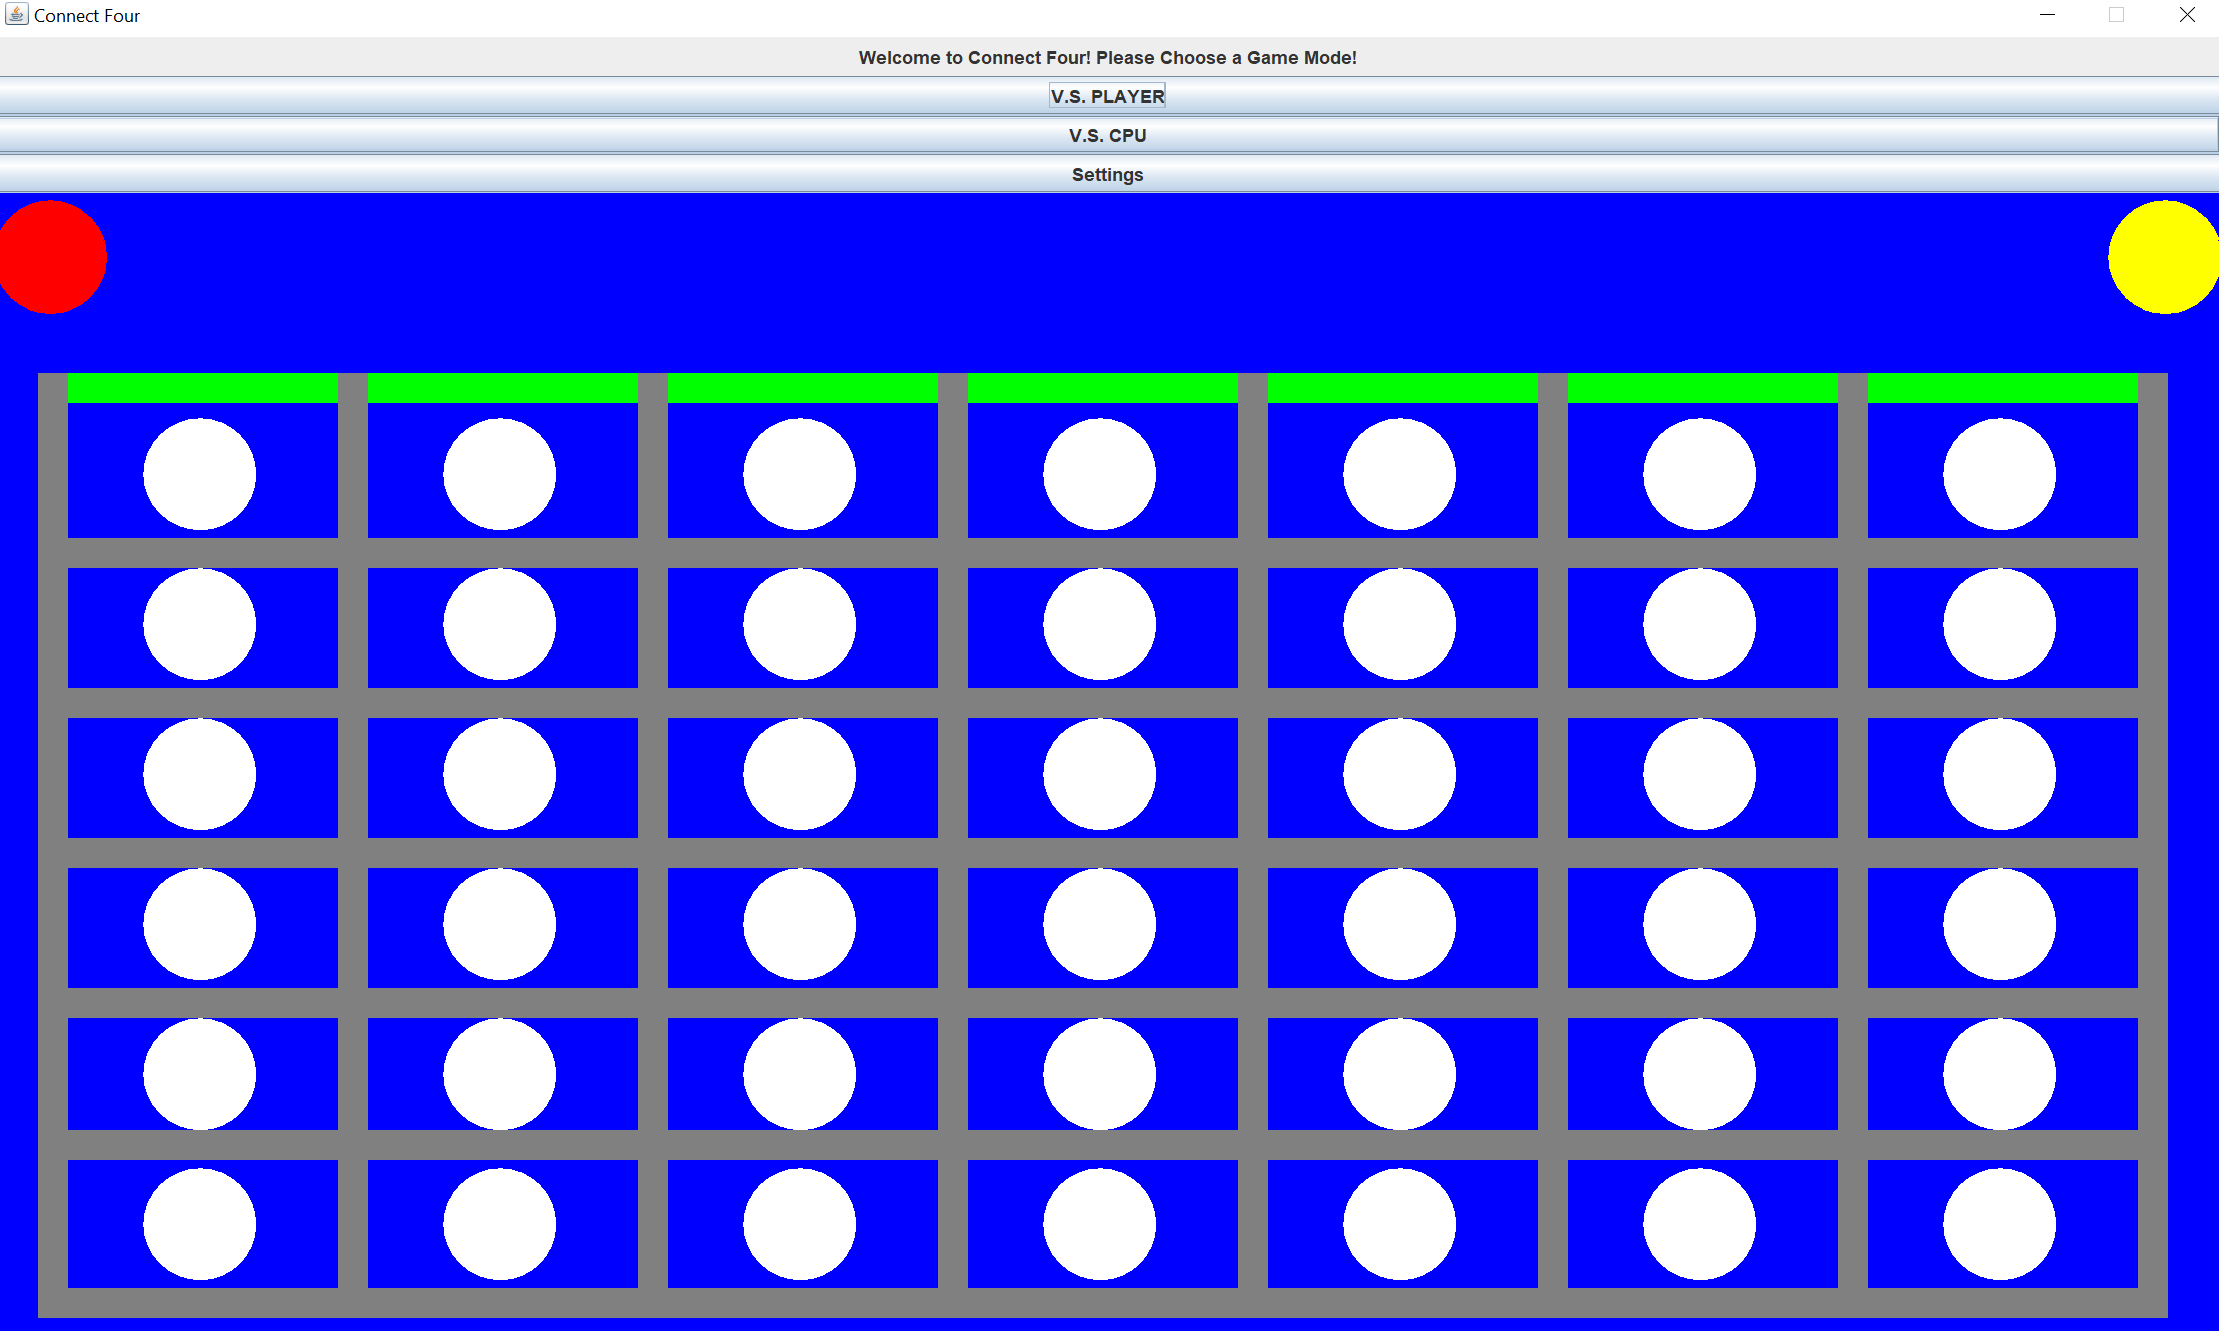 Connect Four
Welcome to Connect Four! Please Choose a Game Mode!
V.S. PLAYER
V.S. CPU
Settings